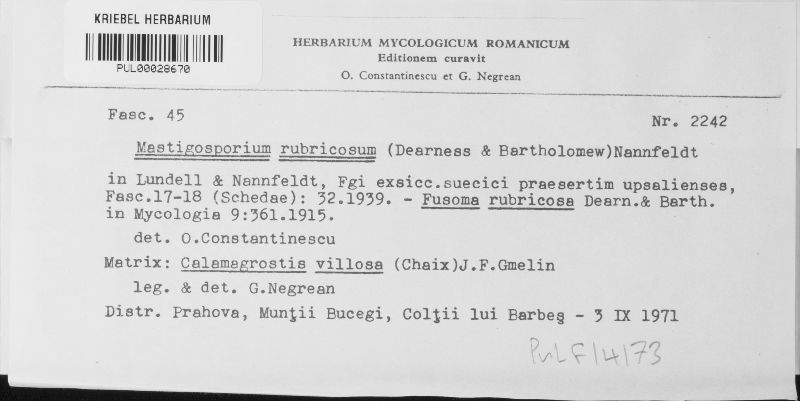 KRIEBEL HERBARIUM
PUL00028670
HERBARIUM MYCOLOGICUM ROMANICUM
Editionem curavit
O. Constantinescu et G. Negrean
Fasc. 45
Nr. 2242
Mastigosporium rubricosum (Dearness & Bartholomew)Nannfeldt
in Lundell & Nannfeldt, Fgi exsicc.suecici praesertim upsalienses,
Fasc.17-18 (Schedae): 32.1939. - Fusoma rubricosa Dearn.& Barth.
in Mycologia 9:361.1915.
det. O.Constantinescu
Matrix: Calamagrostis villosa (Chaix)J.F.Gmelin
leg. & det. G.Negrean
Distr. Prahova, Munţii Bucegi, Colţii lui Barbeş - 3 IX 1971
PuL F14173